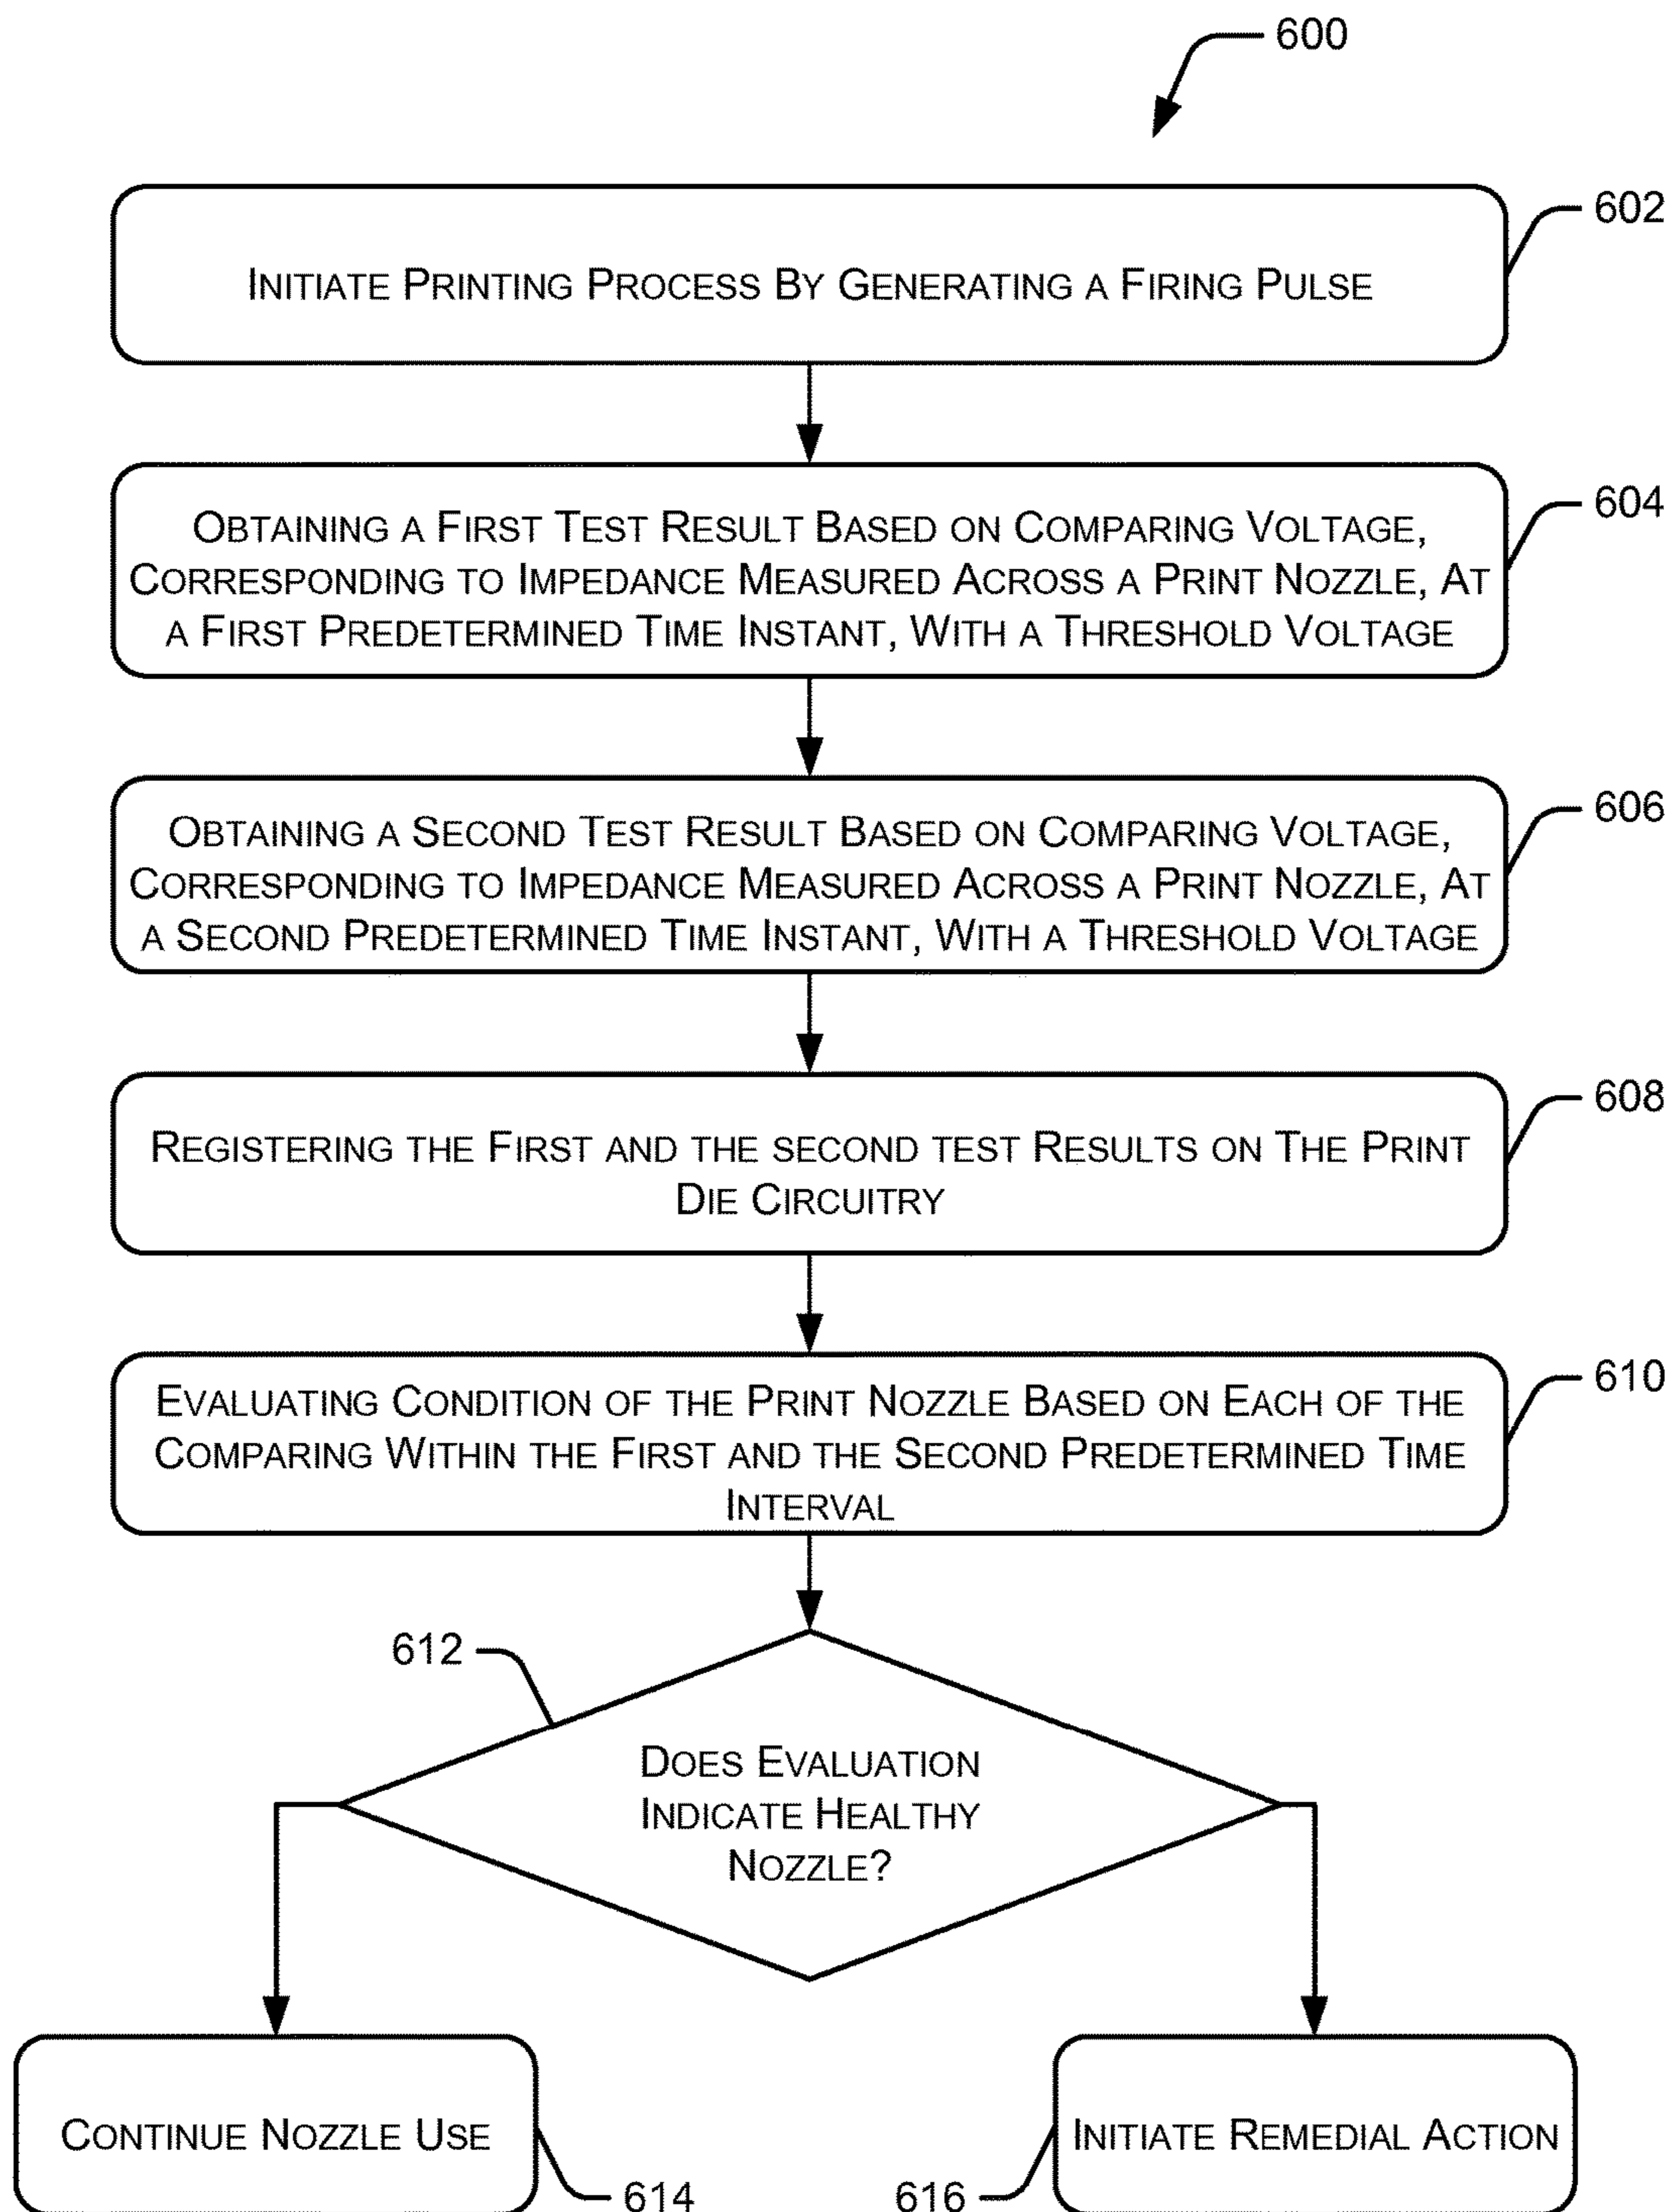 600
602
INITIATE PRINTING PROCESS BY GENERATING A FIRING PULSE
604
OBTAINING A FIRST TEST RESULT BASED ON COMPARING VOLTAGE,
CORRESPONDING TO IMPEDANCE MEASURED ACROSS A PRINT NOZZLE, AT
A FIRST PREDETERMINED TIME INSTANT, WITH A THRESHOLD VOLTAGE
606
OBTAINING A SECOND TEST RESULT BASED ON COMPARING VOLTAGE,
CORRESPONDING TO IMPEDANCE MEASURED ACROSS A PRINT NOZZLE, AT
A SECOND PREDETERMINED TIME INSTANT, WITH A THRESHOLD VOLTAGE
608
REGISTERING THE FIRST AND THE SECOND TEST RESULTS ON THE PRINT
DIE CIRCUITRY
610
EVALUATING CONDITION OF THE PRINT NOZZLE BASED ON EACH OF THE
COMPARING WITHIN THE FIRST AND THE SECOND PREDETERMINED TIME
INTERVAL
612
DOES EVALUATION
INDICATE HEALTHY
NOZZLE?
CONTINUE NOZZLE USE
614
INITIATE REMEDIAL ACTION
616